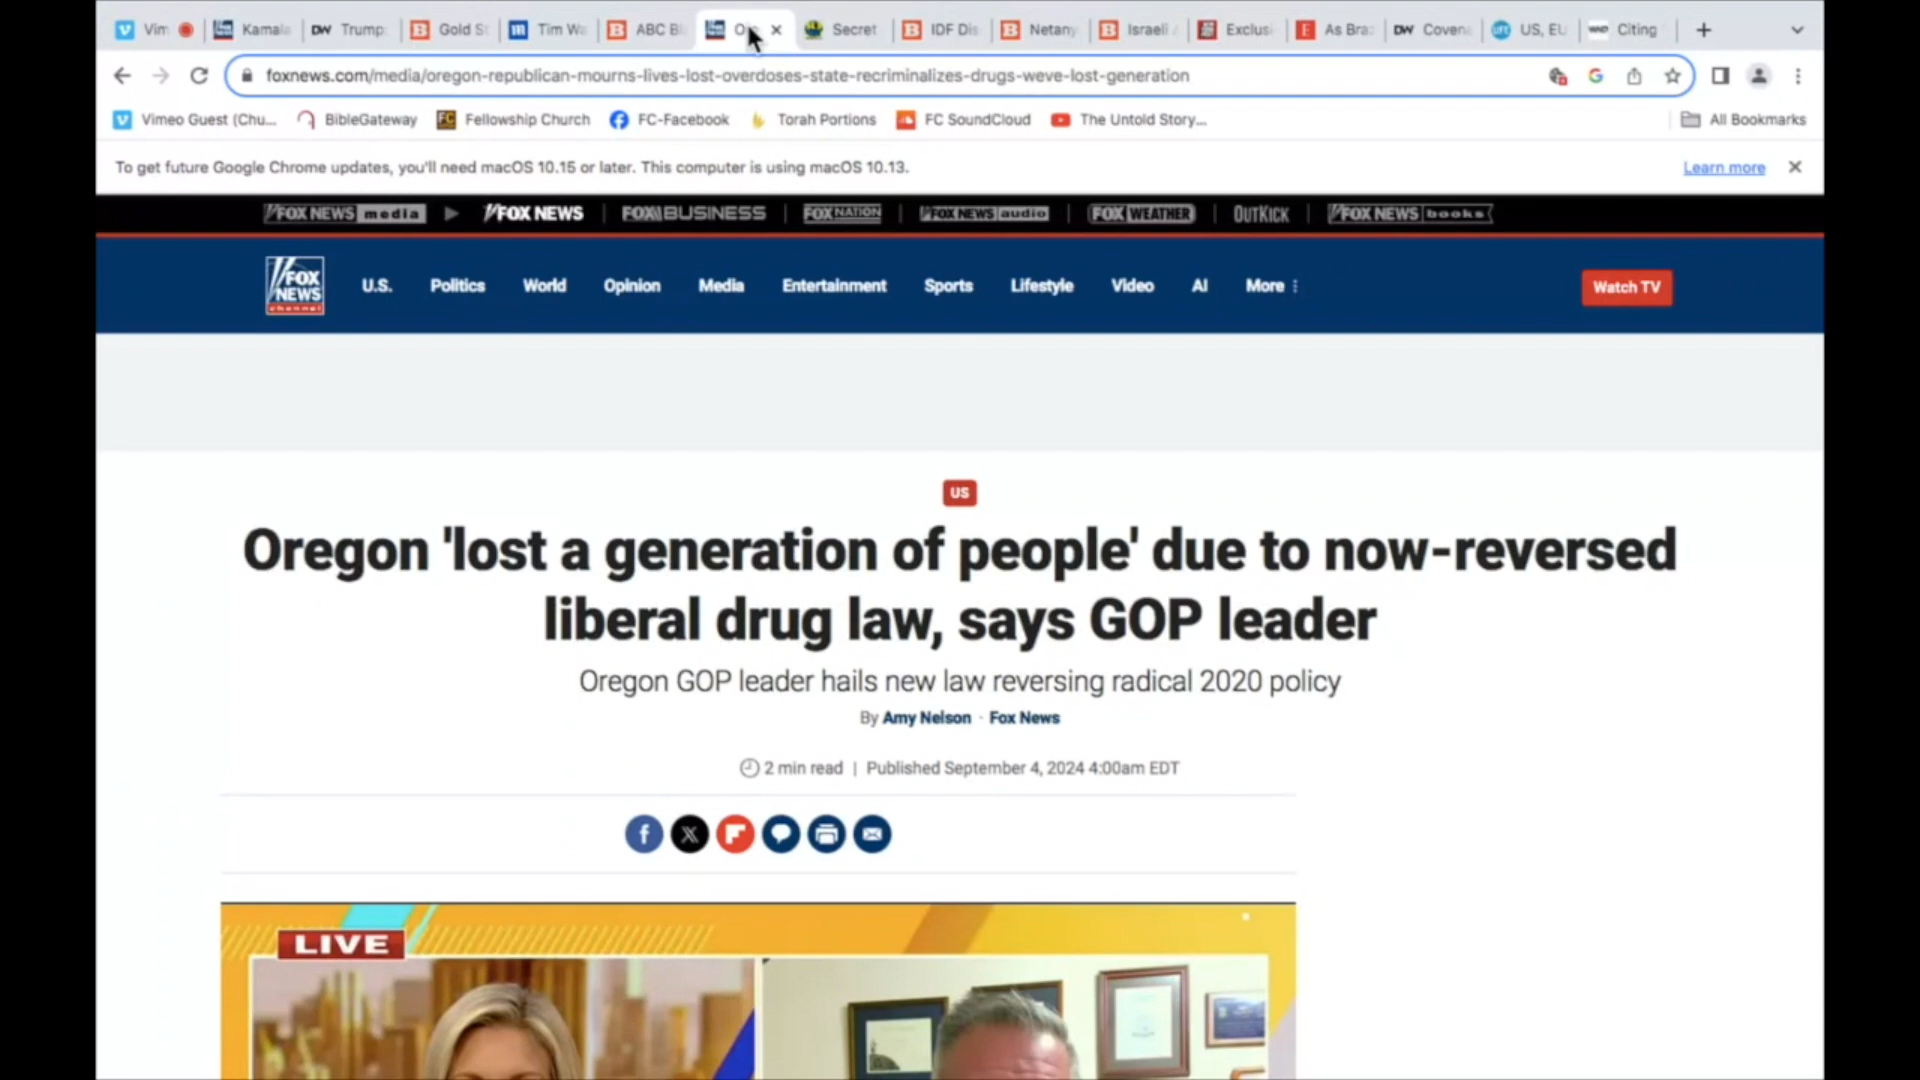 Vim
Kamala
DW Trump
Gold S
Tim Wa
ABC B
Secret
IDF Dis
Netany
Israeli
Exclus
As Bra
DW Coven
US, EU
Citing
foxnews.com/media/oregon-republican-mourns-lives-lost-overdoses-state-recriminalizes-drugs-weve-lost-generation
Vimeo Guest (Chu... BibleGateway Fellowship Church FC-Facebook Torah Portions FC SoundCloud The Untold Story... All Bookmarks
To get future Google Chrome updates, you'll need macOS 10.15 or later. This computer is using macOS 10.13. Learn more
FOX NEWS media FOX NEWS FOX BUSINESS FOX NATION FOX NEWS audio FOX WEATHER OUTKICK FOX NEWS books
FOX NEWS channel
U.S. Politics World Opinion Media Entertainment Sports Lifestyle Video AI More Watch TV
US
Oregon 'lost a generation of people' due to now-reversed
liberal drug law, says GOP leader
Oregon GOP leader hails new law reversing radical 2020 policy
By Amy Nelson · Fox News
2 min read | Published September 4, 2024 4:00am EDT
LIVE